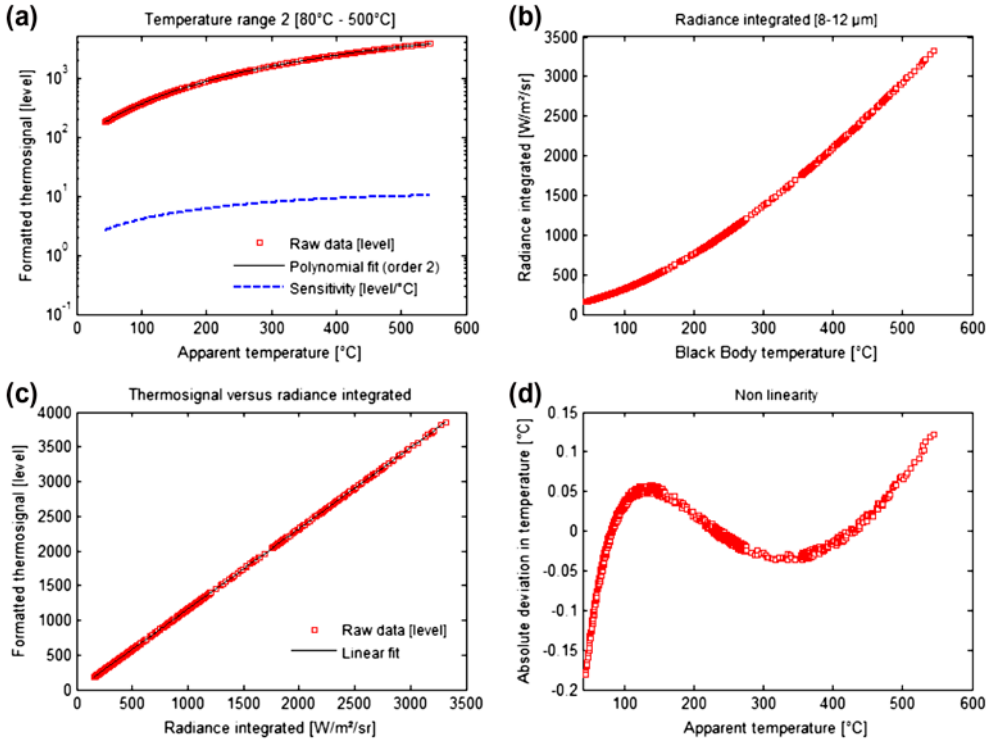 (a)
Temperature range 2 [80°C - 500°C]
Formatted thermosignal [level]
10³
10²
10¹
10⁰
10⁻¹
Raw data [level]
Polynomial fit (order 2)
Sensitivity [level/°C]
0 100 200 300 400 500 600
Apparent temperature [°C]
(b)
Radiance integrated [8-12 µm]
Radiance integrated [W/m²/sr]
3500
3000
2500
2000
1500
1000
500
0
100 200 300 400 500 600
Black Body temperature [°C]
(c)
Thermosignal versus radiance integrated
Formatted thermosignal [level]
4000
3500
3000
2500
2000
1500
1000
500
0
Raw data [level]
Linear fit
0 500 1000 1500 2000 2500 3000 3500
Radiance integrated [W/m²/sr]
(d)
Non linearity
Absolute deviation in temperature [°C]
0.15
0.1
0.05
0
-0.05
-0.1
-0.15
-0.2
100 200 300 400 500 600
Apparent temperature [°C]